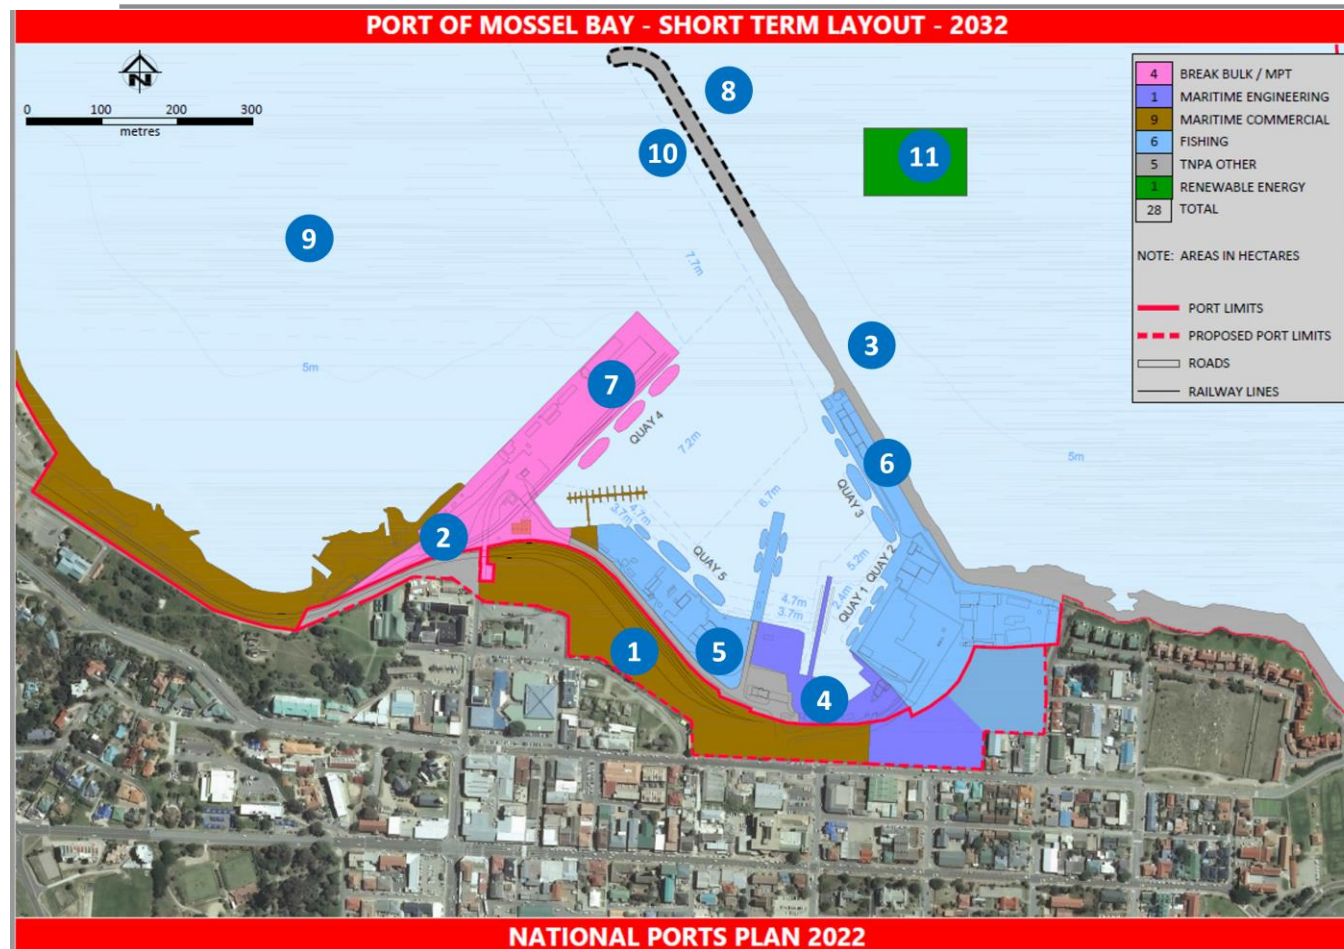 PORT OF MOSSEL BAY - SHORT TERM LAYOUT - 2032
N
0 100 200 300
metres
4 BREAK BULK / MPT
1 MARITIME ENGINEERING
9 MARITIME COMMERCIAL
6 FISHING
5 TNPA OTHER
1 RENEWABLE ENERGY
28 TOTAL
NOTE: AREAS IN HECTARES
PORT LIMITS
PROPOSED PORT LIMITS
ROADS
RAILWAY LINES
8
10
11
9
7.7m
3
5m
7
QUAY 4
7.2m
5m
6
QUAY 3
6.7m
4.7m
3.7m
2
QUAY 5
5.2m
QUAY 2
2.4m
QUAY 1
4.7m
3.7m
1
5
4
NATIONAL PORTS PLAN 2022